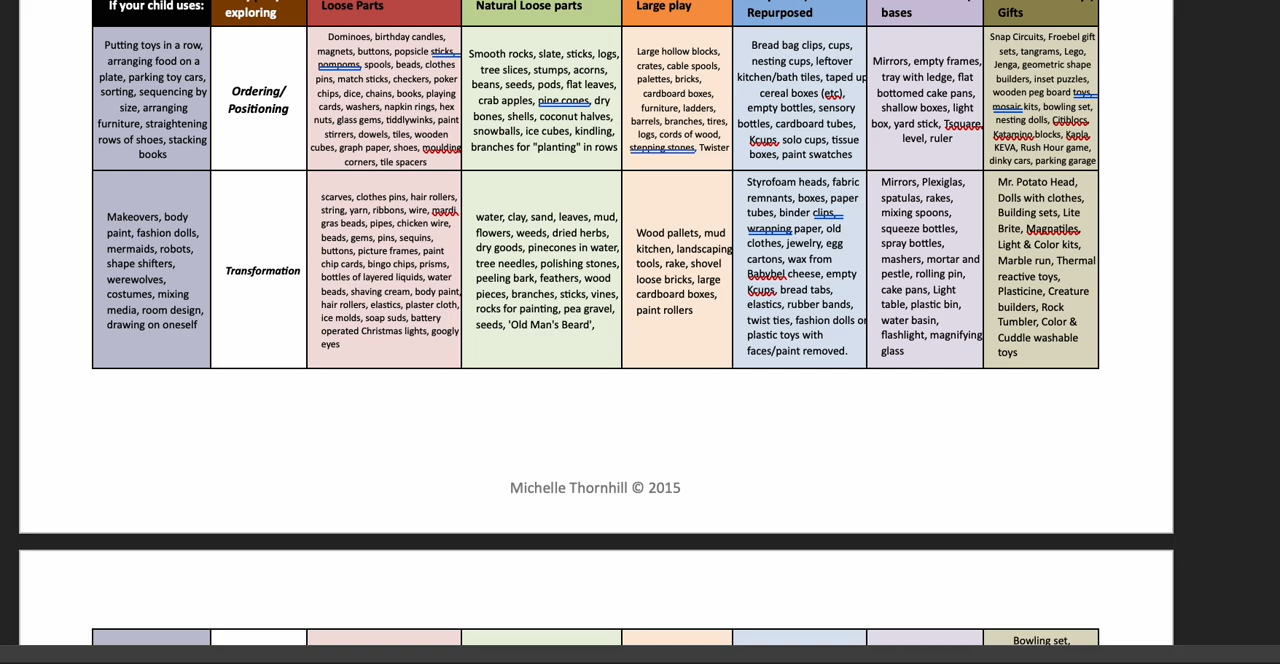 If your child uses:
exploring
Loose Parts
Natural Loose parts
Large play
Repurposed
bases
Gifts
Putting toys in a row,
arranging food on a
plate, parking toy cars,
sorting, sequencing by
size, arranging
furniture, straightening
rows of shoes, stacking
books
Ordering/
Positioning
Dominoes, birthday candles,
magnets, buttons, popsicle sticks,
pompoms, spools, beads, clothes
pins, match sticks, checkers, poker
chips, dice, chains, books, playing
cards, washers, napkin rings, hex
nuts, glass gems, tiddlywinks, paint
stirrers, dowels, tiles, wooden
cubes, graph paper, shoes, moulding
corners, tile spacers
Smooth rocks, slate, sticks, logs,
tree slices, stumps, acorns,
beans, seeds, pods, flat leaves,
crab apples, pine cones, dry
bones, shells, coconut halves,
snowballs, ice cubes, kindling,
branches for "planting" in rows
Large hollow blocks,
crates, cable spools,
palettes, bricks,
cardboard boxes,
furniture, ladders,
barrels, branches, tires,
logs, cords of wood,
stepping stones, Twister
Bread bag clips, cups,
nesting cups, leftover
kitchen/bath tiles, taped up
cereal boxes (etc),
empty bottles, sensory
bottles, cardboard tubes,
Kcups, solo cups, tissue
boxes, paint swatches
Mirrors, empty frames,
tray with ledge, flat
bottomed cake pans,
shallow boxes, light
box, yard stick, Tsquare,
level, ruler
Snap Circuits, Froebel gift
sets, tangrams, Lego,
Jenga, geometric shape
builders, inset puzzles,
wooden peg board toys,
mosaic kits, bowling set,
nesting dolls, Citiblocs,
Katamino,blocks, Kapla,
KEVA, Rush Hour game,
dinky cars, parking garage
Makeovers, body
paint, fashion dolls,
mermaids, robots,
shape shifters,
werewolves,
costumes, mixing
media, room design,
drawing on oneself
Transformation
scarves, clothes pins, hair rollers,
string, yarn, ribbons, wire, mardi
gras beads, pipes, chicken wire,
beads, gems, pins, sequins,
buttons, picture frames, paint
chip cards, bingo chips, prisms,
bottles of layered liquids, water
beads, shaving cream, body paint,
hair rollers, elastics, plaster cloth,
ice molds, soap suds, battery
operated Christmas lights, googly
eyes
water, clay, sand, leaves, mud,
flowers, weeds, dried herbs,
dry goods, pinecones in water,
tree needles, polishing stones,
peeling bark, feathers, wood
pieces, branches, sticks, vines,
rocks for painting, pea gravel,
seeds, 'Old Man's Beard',
Wood pallets, mud
kitchen, landscaping
tools, rake, shovel
loose bricks, large
cardboard boxes,
paint rollers
Styrofoam heads, fabric
remnants, boxes, paper
tubes, binder clips,
wrapping paper, old
clothes, jewelry, egg
cartons, wax from
Babybel cheese, empty
Kcups, bread tabs,
elastics, rubber bands,
twist ties, fashion dolls or
plastic toys with
faces/paint removed.
Mirrors, Plexiglas,
spatulas, rakes,
mixing spoons,
squeeze bottles,
spray bottles,
mashers, mortar and
pestle, rolling pin,
cake pans, Light
table, plastic bin,
water basin,
flashlight, magnifying
glass
Mr. Potato Head,
Dolls with clothes,
Building sets, Lite
Brite, Magnatiles,
Light & Color kits,
Marble run, Thermal
reactive toys,
Plasticine, Creature
builders, Rock
Tumbler, Color &
Cuddle washable
toys
Michelle Thornhill © 2015
Bowling set,